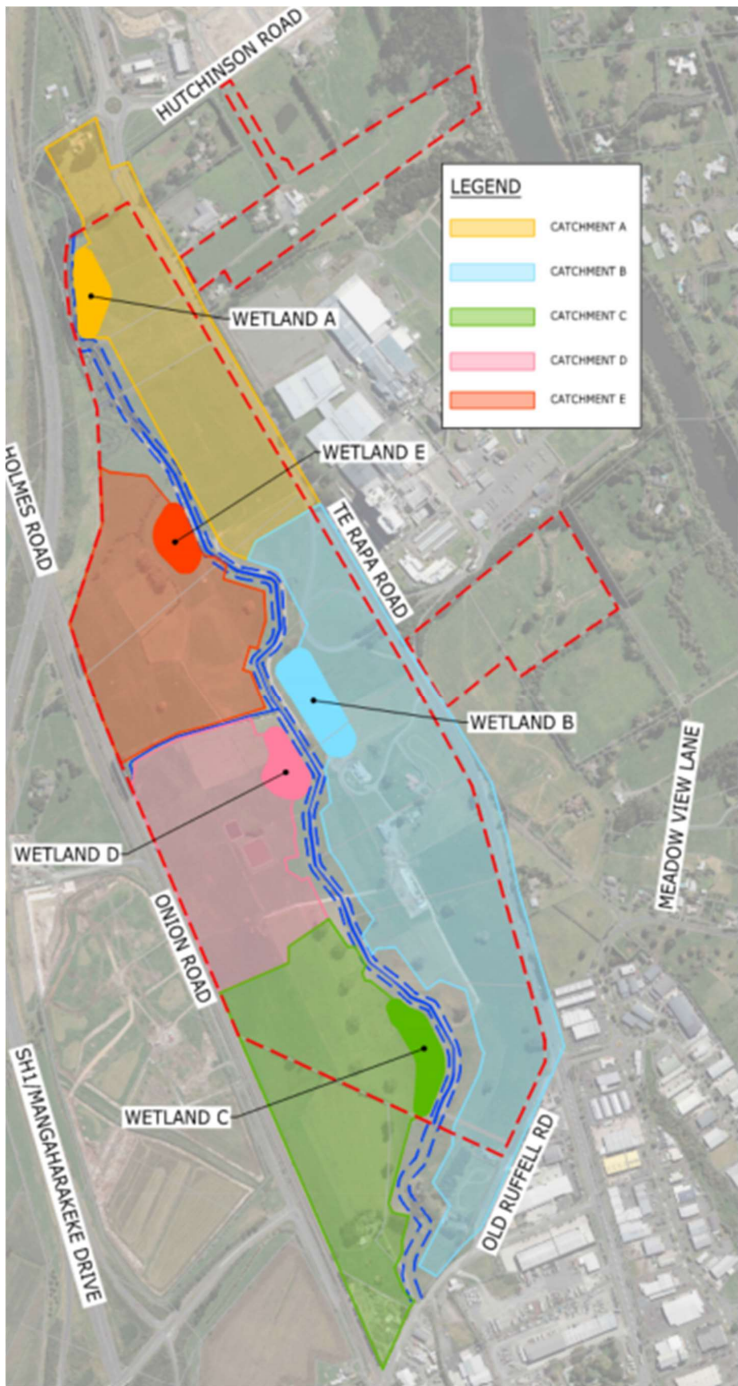 HUTCHINSON ROAD
LEGEND
CATCHMENT A
CATCHMENT B
CATCHMENT C
CATCHMENT D
CATCHMENT E
WETLAND A
WETLAND E
HOLMES ROAD
TE RAPA ROAD
WETLAND B
MEADOW VIEW LANE
WETLAND D
ONION ROAD
SH1/MANGAHARAKEKE DRIVE
WETLAND C
OLD RUFFELL RD